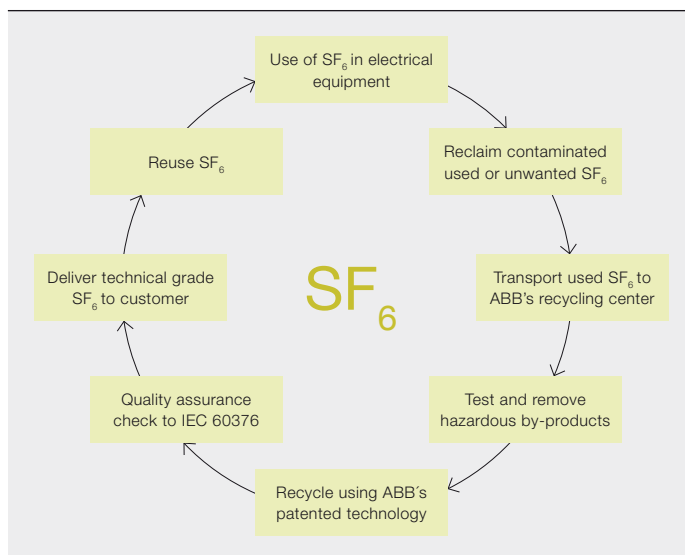 Use of SF₆ in electrical
equipment
Reclaim contaminated
used or unwanted SF₆
Transport used SF₆ to
ABB's recycling center
Test and remove
hazardous by-products
Recycle using ABB´s
patented technology
Quality assurance
check to IEC 60376
Deliver technical grade
SF₆ to customer
Reuse SF₆
SF₆